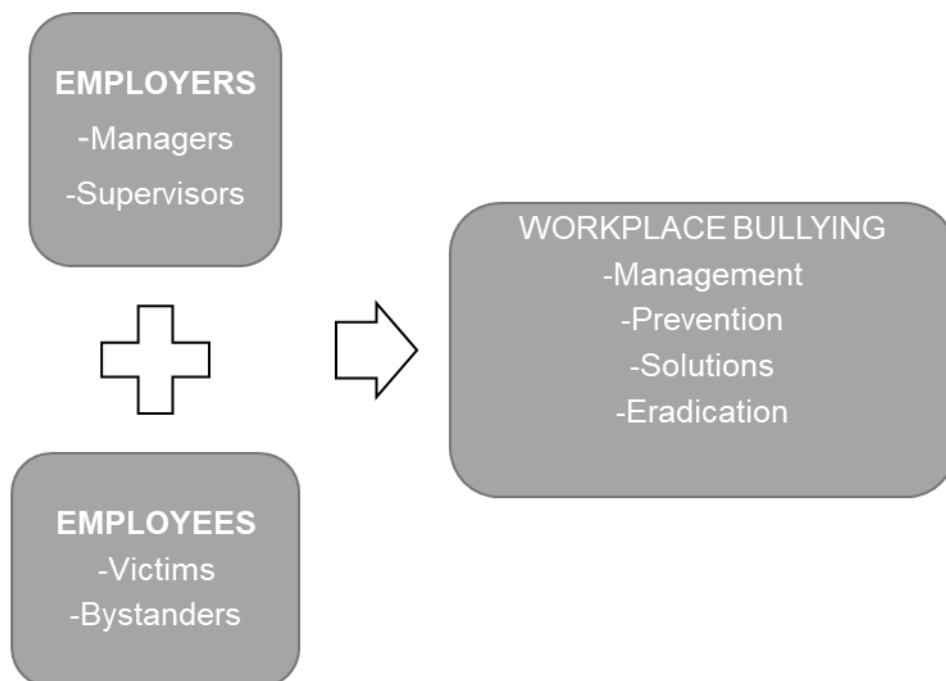 EMPLOYERS
-Managers
-Supervisors
EMPLOYEES
-Victims
-Bystanders
WORKPLACE BULLYING
-Management
-Prevention
-Solutions
-Eradication